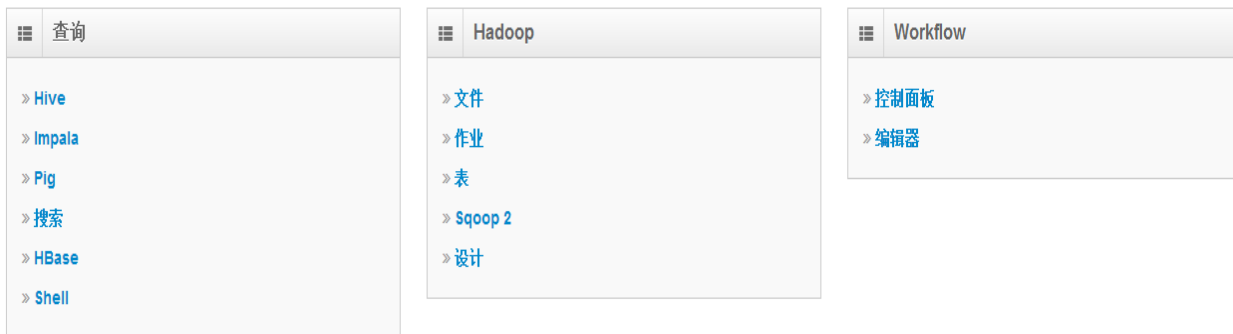 查询
» Hive
» Impala
» Pig
» 搜索
» HBase
» Shell
Hadoop
» 文件
» 作业
» 表
» Sqoop 2
» 设计
Workflow
» 控制面板
» 编辑器